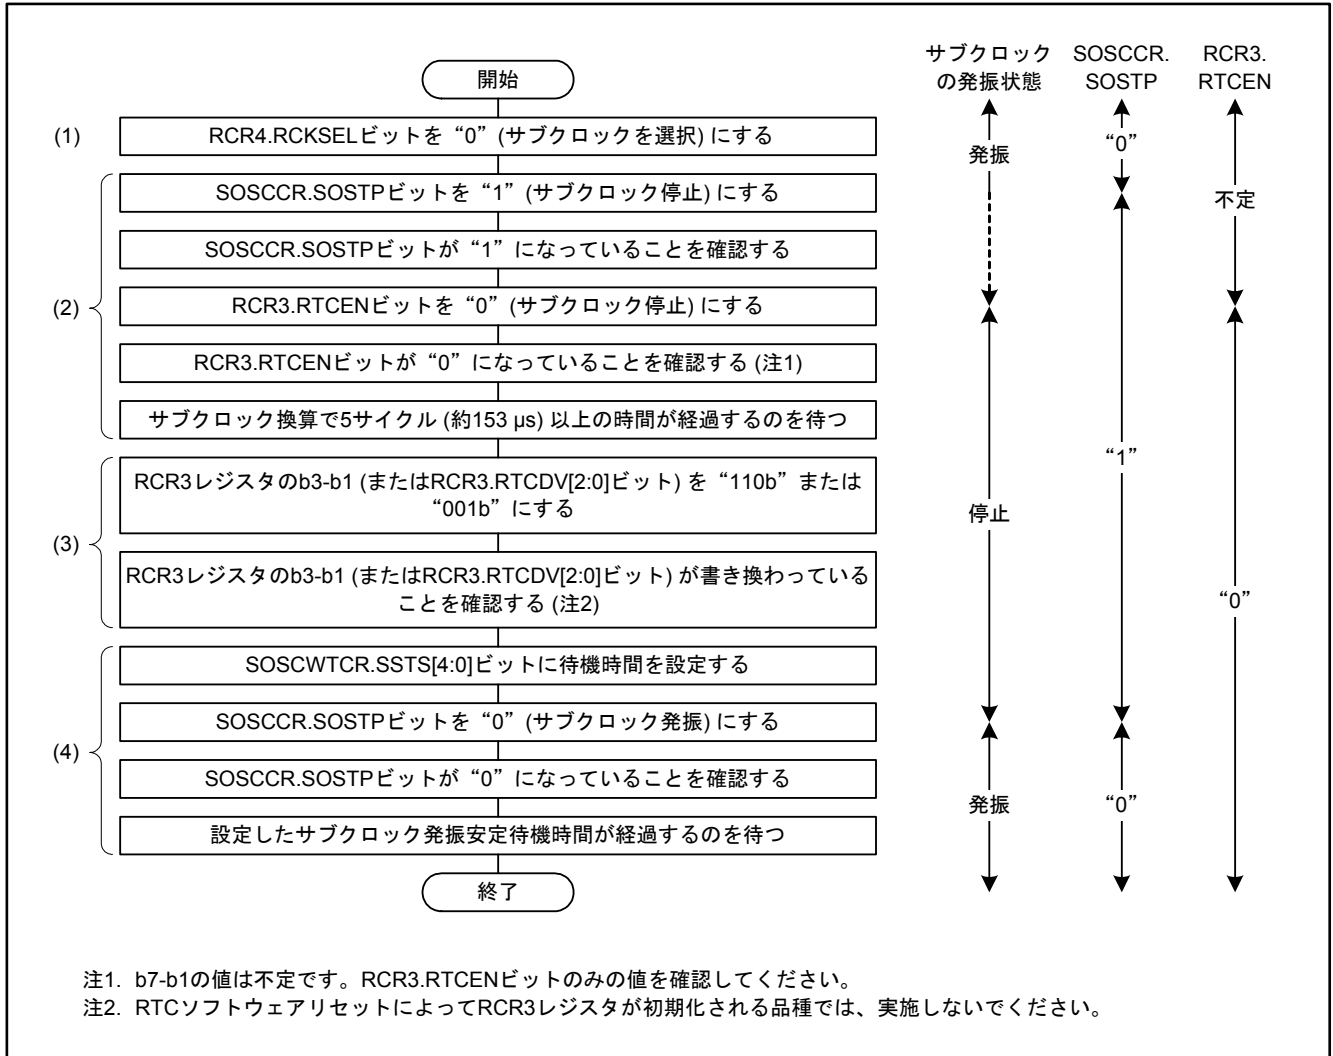 開始
(1)
RCR4.RCKSELビットを“0”(サブクロックを選択) にする
(2)
SOSCCR.SOSTPビットを“1”(サブクロック停止) にする
SOSCCR.SOSTPビットが“1”になっていることを確認する
RCR3.RTCENビットを“0”(サブクロック停止) にする
RCR3.RTCENビットが“0”になっていることを確認する (注1)
サブクロック換算で5サイクル (約153 µs) 以上の時間が経過するのを待つ
(3)
RCR3レジスタのb3-b1 (またはRCR3.RTCDV[2:0]ビット) を“110b”または
“001b”にする
RCR3レジスタのb3-b1 (またはRCR3.RTCDV[2:0]ビット) が書き換わっている
ことを確認する (注2)
(4)
SOSCWTCR.SSTS[4:0]ビットに待機時間を設定する
SOSCCR.SOSTPビットを“0”(サブクロック発振) にする
SOSCCR.SOSTPビットが“0”になっていることを確認する
設定したサブクロック発振安定待機時間が経過するのを待つ
終了
サブクロック
の発振状態
発振
停止
発振
SOSCCR.
SOSTP
“0”
“1”
“0”
RCR3.
RTCEN
不定
“0”
注1. b7-b1の値は不定です。RCR3.RTCENビットのみの値を確認してください。
注2. RTCソフトウェアリセットによってRCR3レジスタが初期化される品種では、実施しないでください。